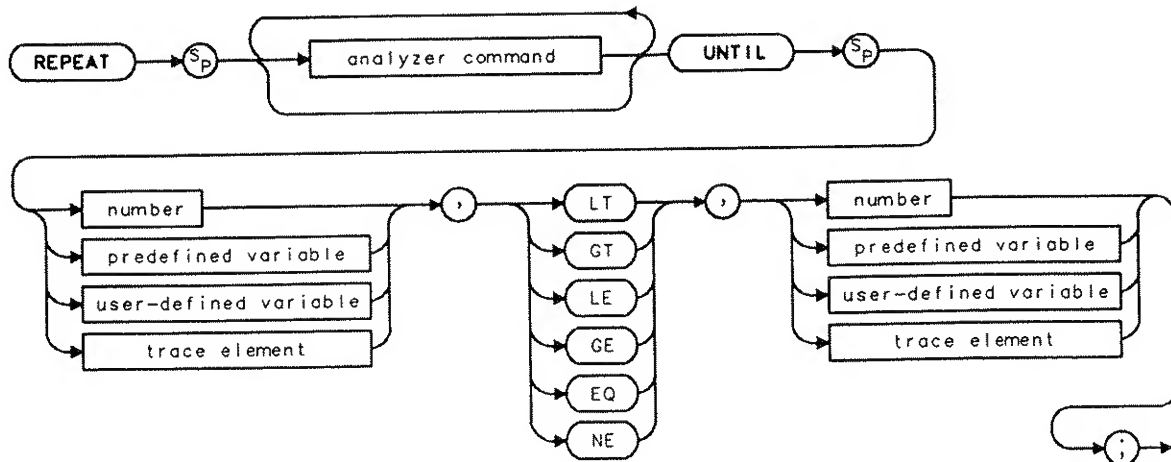 REPEAT Sp analyzer command UNTIL Sp
number , LT , number
predefined variable GT predefined variable
user-defined variable LE user-defined variable
trace element GE trace element
EQ
NE
;